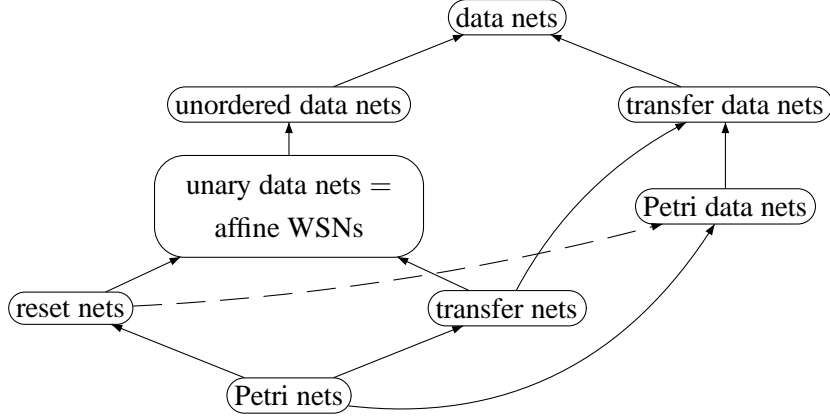 data nets
unordered data nets
transfer data nets
unary data nets =
affine WSNs
Petri data nets
reset nets
transfer nets
Petri nets